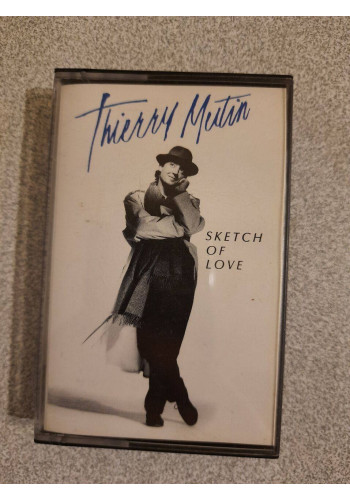 Thierry Mutin
SKETCH
OF
LOVE